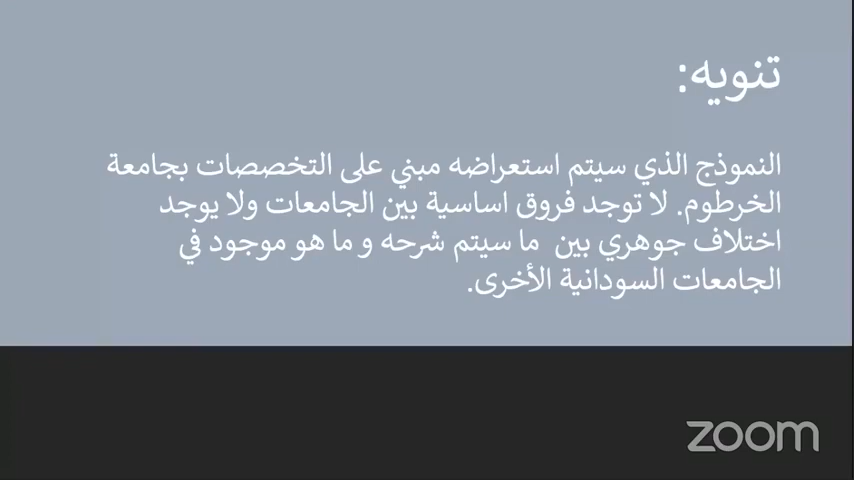 تنويه:
النموذج الذي سيتم استعراضه مبني على التخصصات بجامعة
الخرطوم. لا توجد فروق اساسية بين الجامعات ولا يوجد
اختلاف جوهري بين ما سيتم شرحه و ما هو موجود في
الجامعات السودانية الأخرى.
zoom